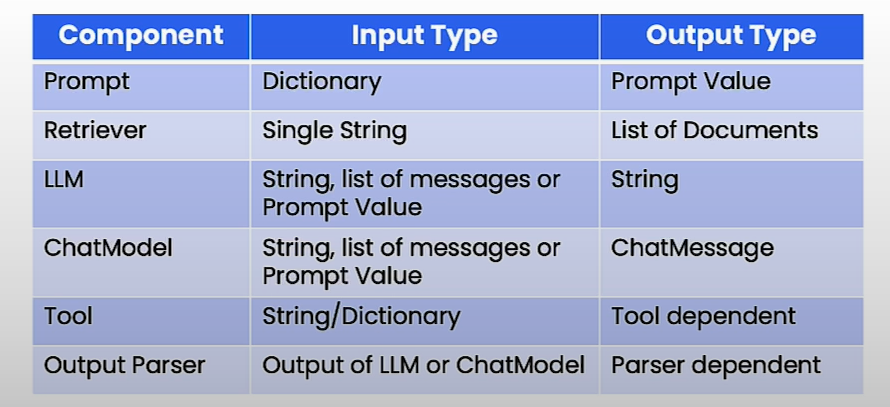 Component Input Type Output Type
Prompt Dictionary Prompt Value
Retriever Single String List of Documents
LLM String, list of messages or Prompt Value String
ChatModel String, list of messages or Prompt Value ChatMessage
Tool String/Dictionary Tool dependent
Output Parser Output of LLM or ChatModel Parser dependent